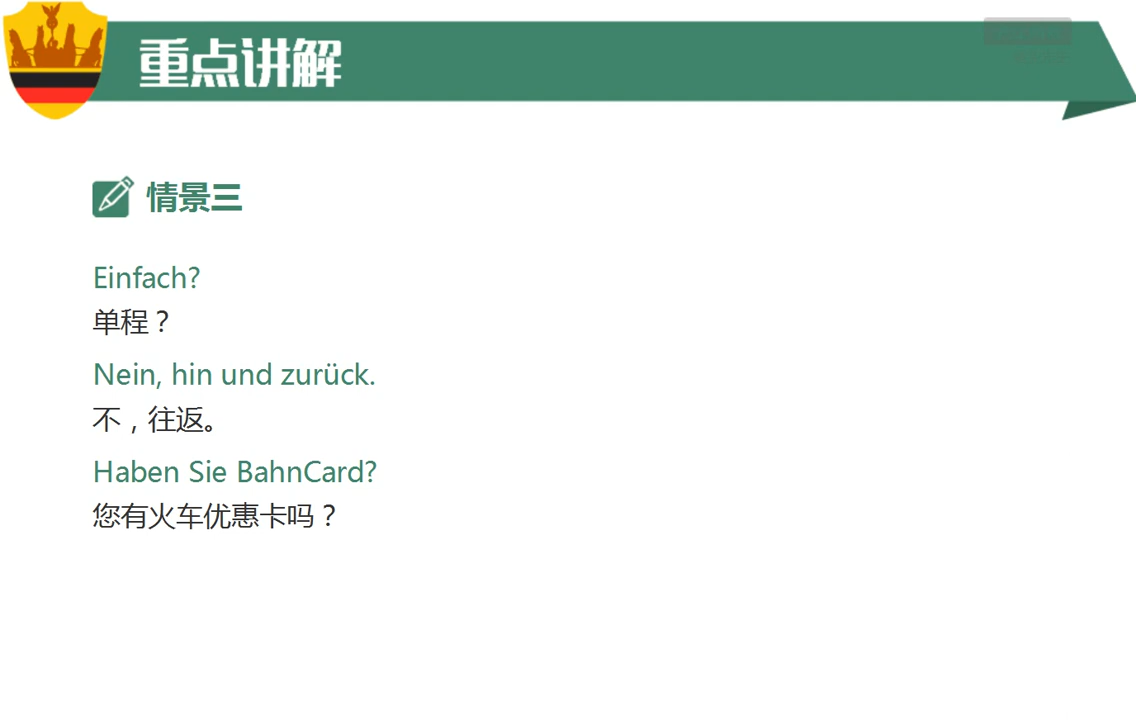 重点讲解
情景三
Einfach?
单程？
Nein, hin und zurück.
不，往返。
Haben Sie BahnCard?
您有火车优惠卡吗？